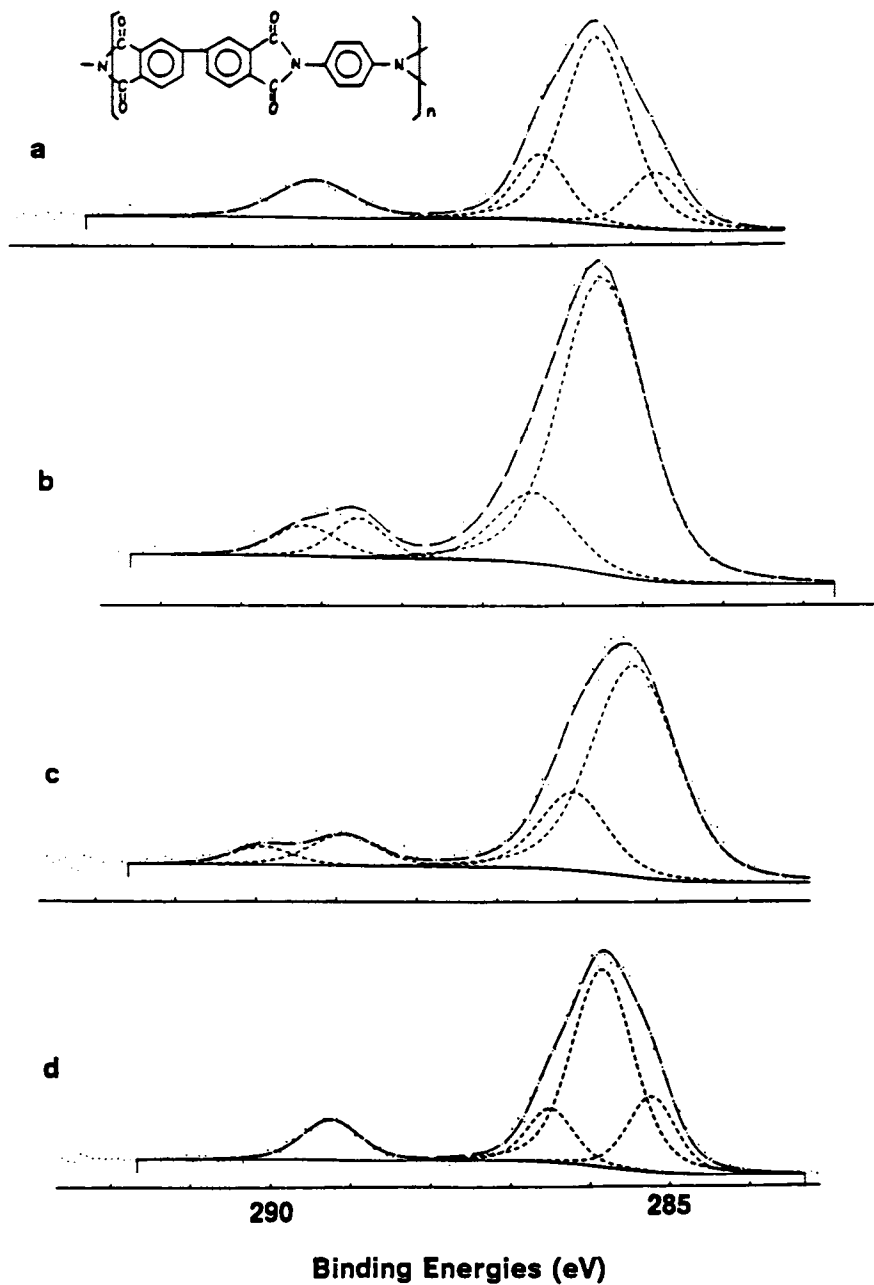 O O O
C C C
N N N
C C C
O O O
n
a
b
c
d
290 285
Binding Energies (eV)